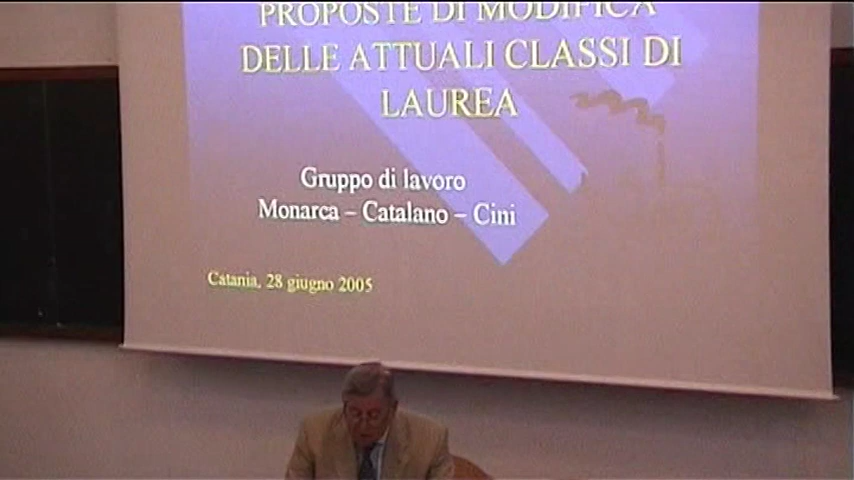 PROPOSTE DI MODIFICA
DELLE ATTUALI CLASSI DI
LAUREA
Gruppo di lavoro
Monarca – Catalano – Cini
Catania, 28 giugno 2005